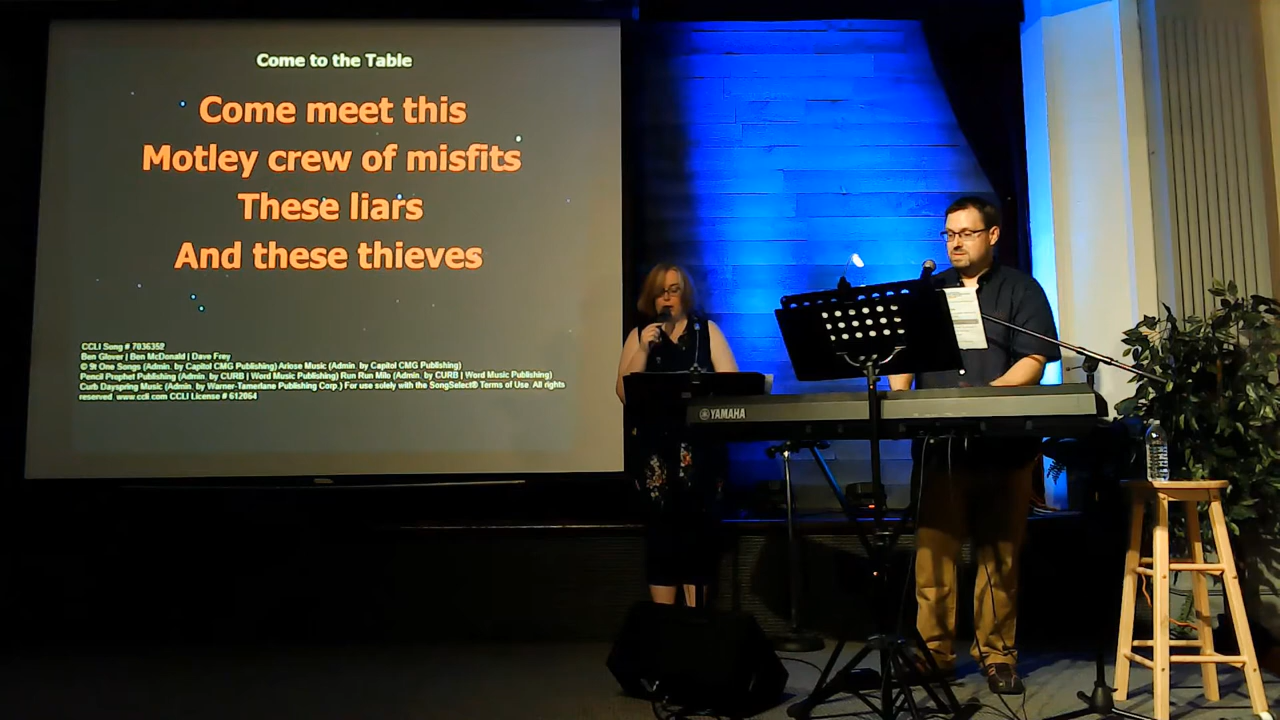 Come to the Table
Come meet this
Motley crew of misfits
These liars
And these thieves
CCLI Song # 7036352
Ben Glover | Ben McDonald | Dave Frey
© 9t One Songs (Admin. by Capitol CMG Publishing) Ariose Music (Admin. by Capitol CMG Publishing)
Pencil Prophet Publishing (Admin. by CURB | Word Music Publishing) Run Run Milo (Admin. by CURB | Word Music Publishing)
Curb Dayspring Music (Admin. by Warner-Tamerlane Publishing Corp.) For use solely with the SongSelect® Terms of Use. All rights
reserved. www.ccli.com CCLI License # 612064
YAMAHA